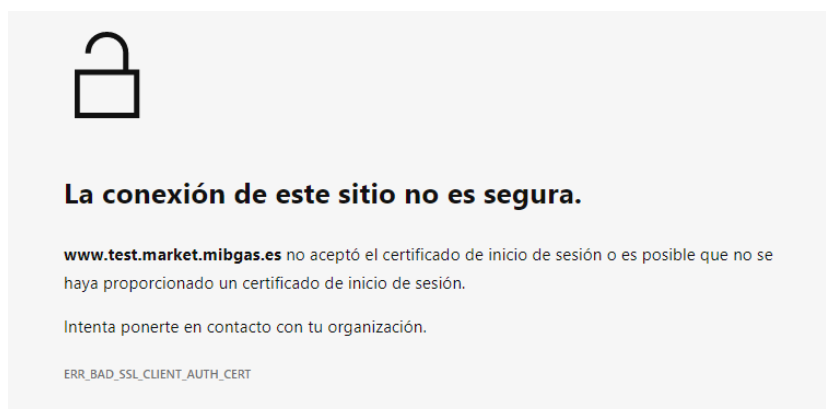 La conexión de este sitio no es segura.
www.test.market.mibgas.es no aceptó el certificado de inicio de sesión o es posible que no se
haya proporcionado un certificado de inicio de sesión.
Intenta ponerte en contacto con tu organización.
ERR_BAD_SSL_CLIENT_AUTH_CERT